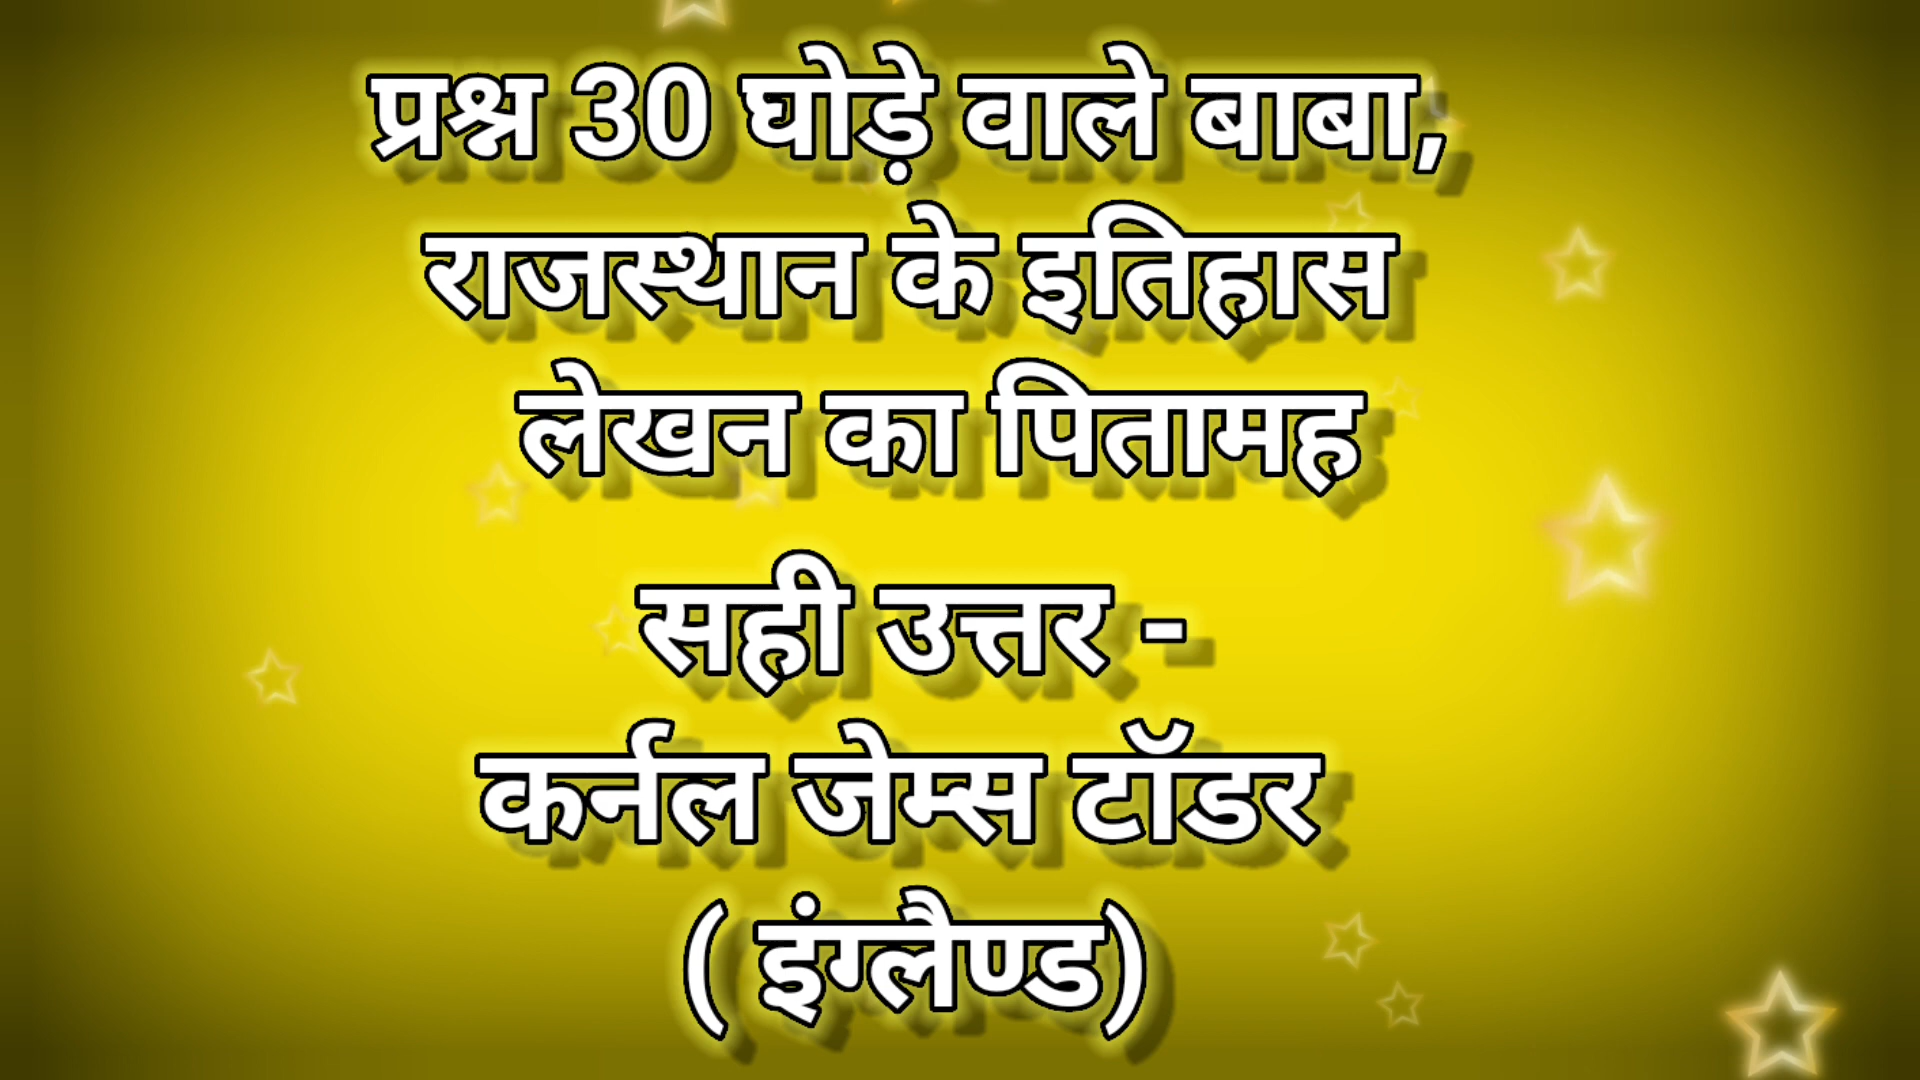 प्रश्न 30 घोड़े वाले बाबा,
राजस्थान के इतिहास
लेखन का पितामह
सही उत्तर -
कर्नल जेम्स टॉडर
( इंग्लैण्ड)